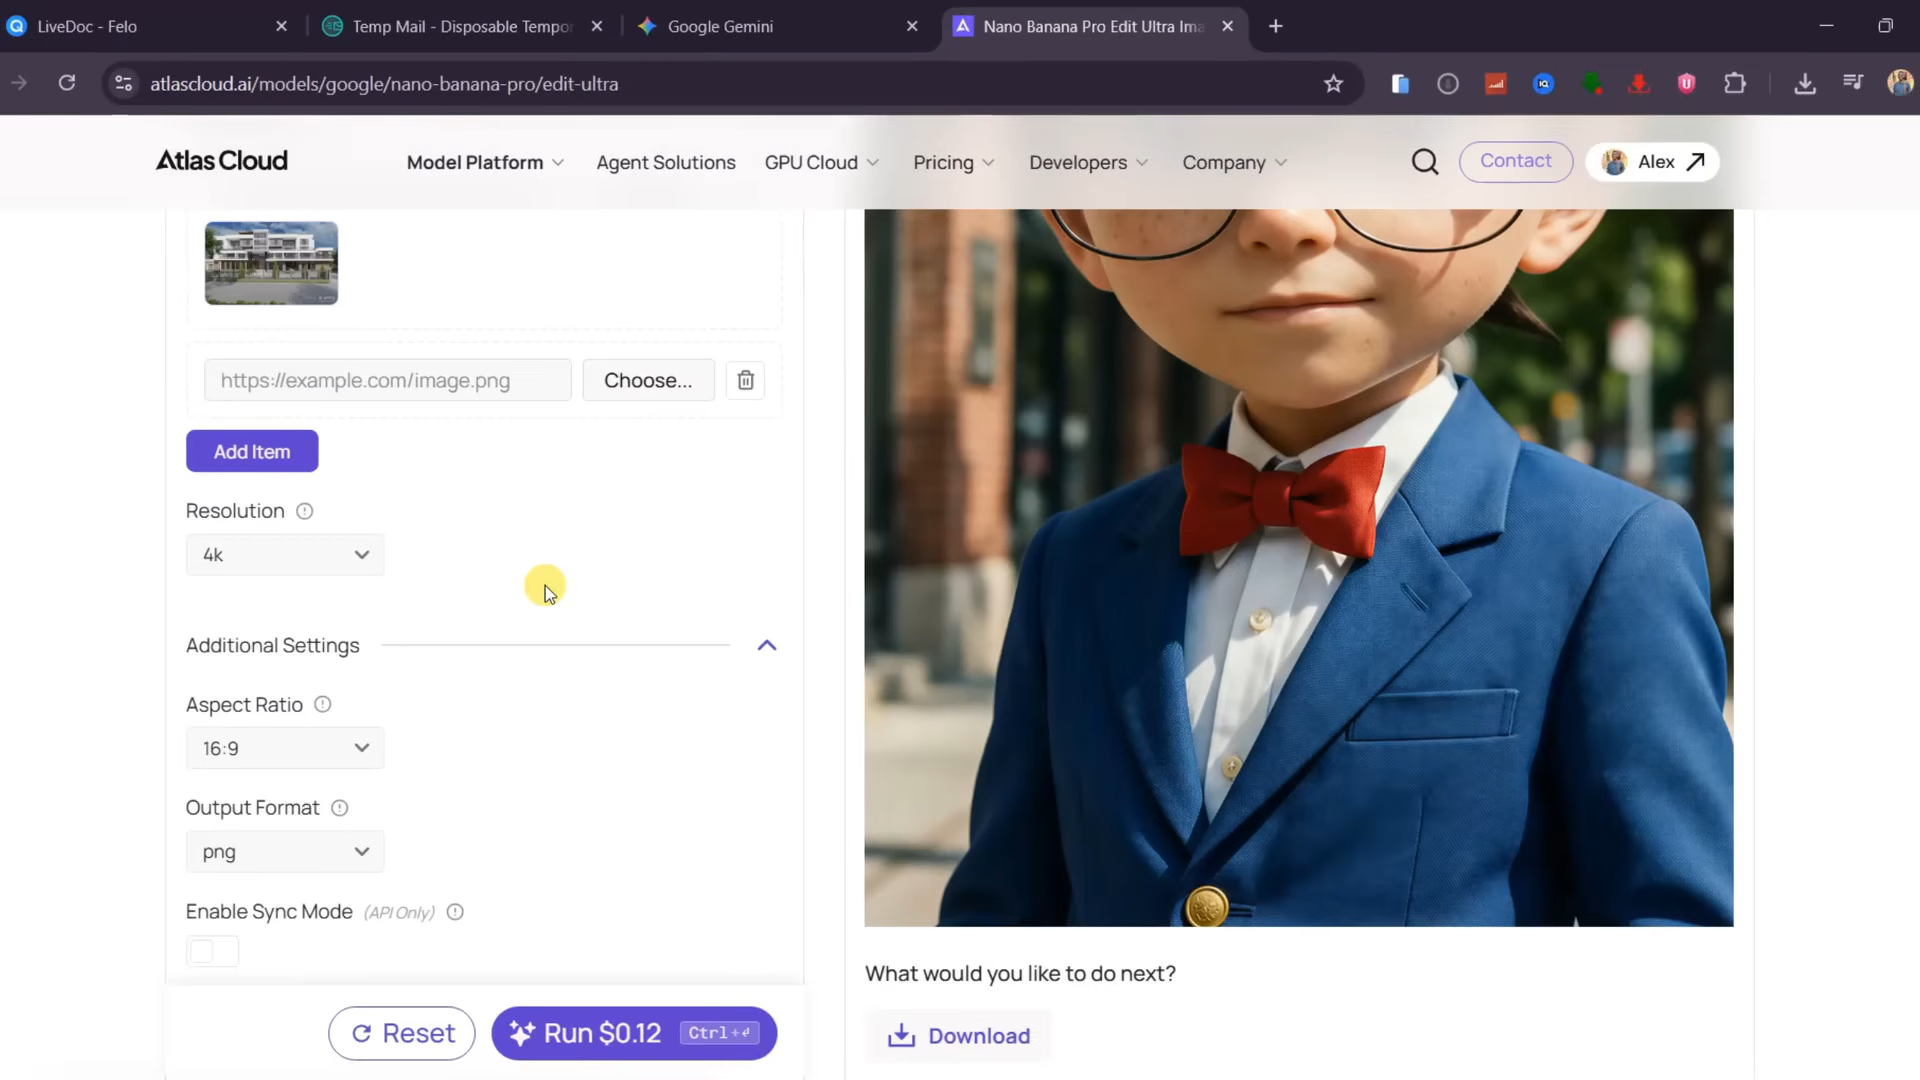 LiveDoc - Felo
Temp Mail - Disposable Tempor
Google Gemini
Nano Banana Pro Edit Ultra Ima
atlascloud.ai/models/google/nano-banana-pro/edit-ultra
Atlas Cloud
Model Platform
Agent Solutions
GPU Cloud
Pricing
Developers
Company
Contact
Alex
https://example.com/image.png
Choose...
Add Item
Resolution
4k
Additional Settings
Aspect Ratio
16:9
Output Format
png
Enable Sync Mode (API Only)
Reset
Run $0.12 Ctrl+↵
What would you like to do next?
Download